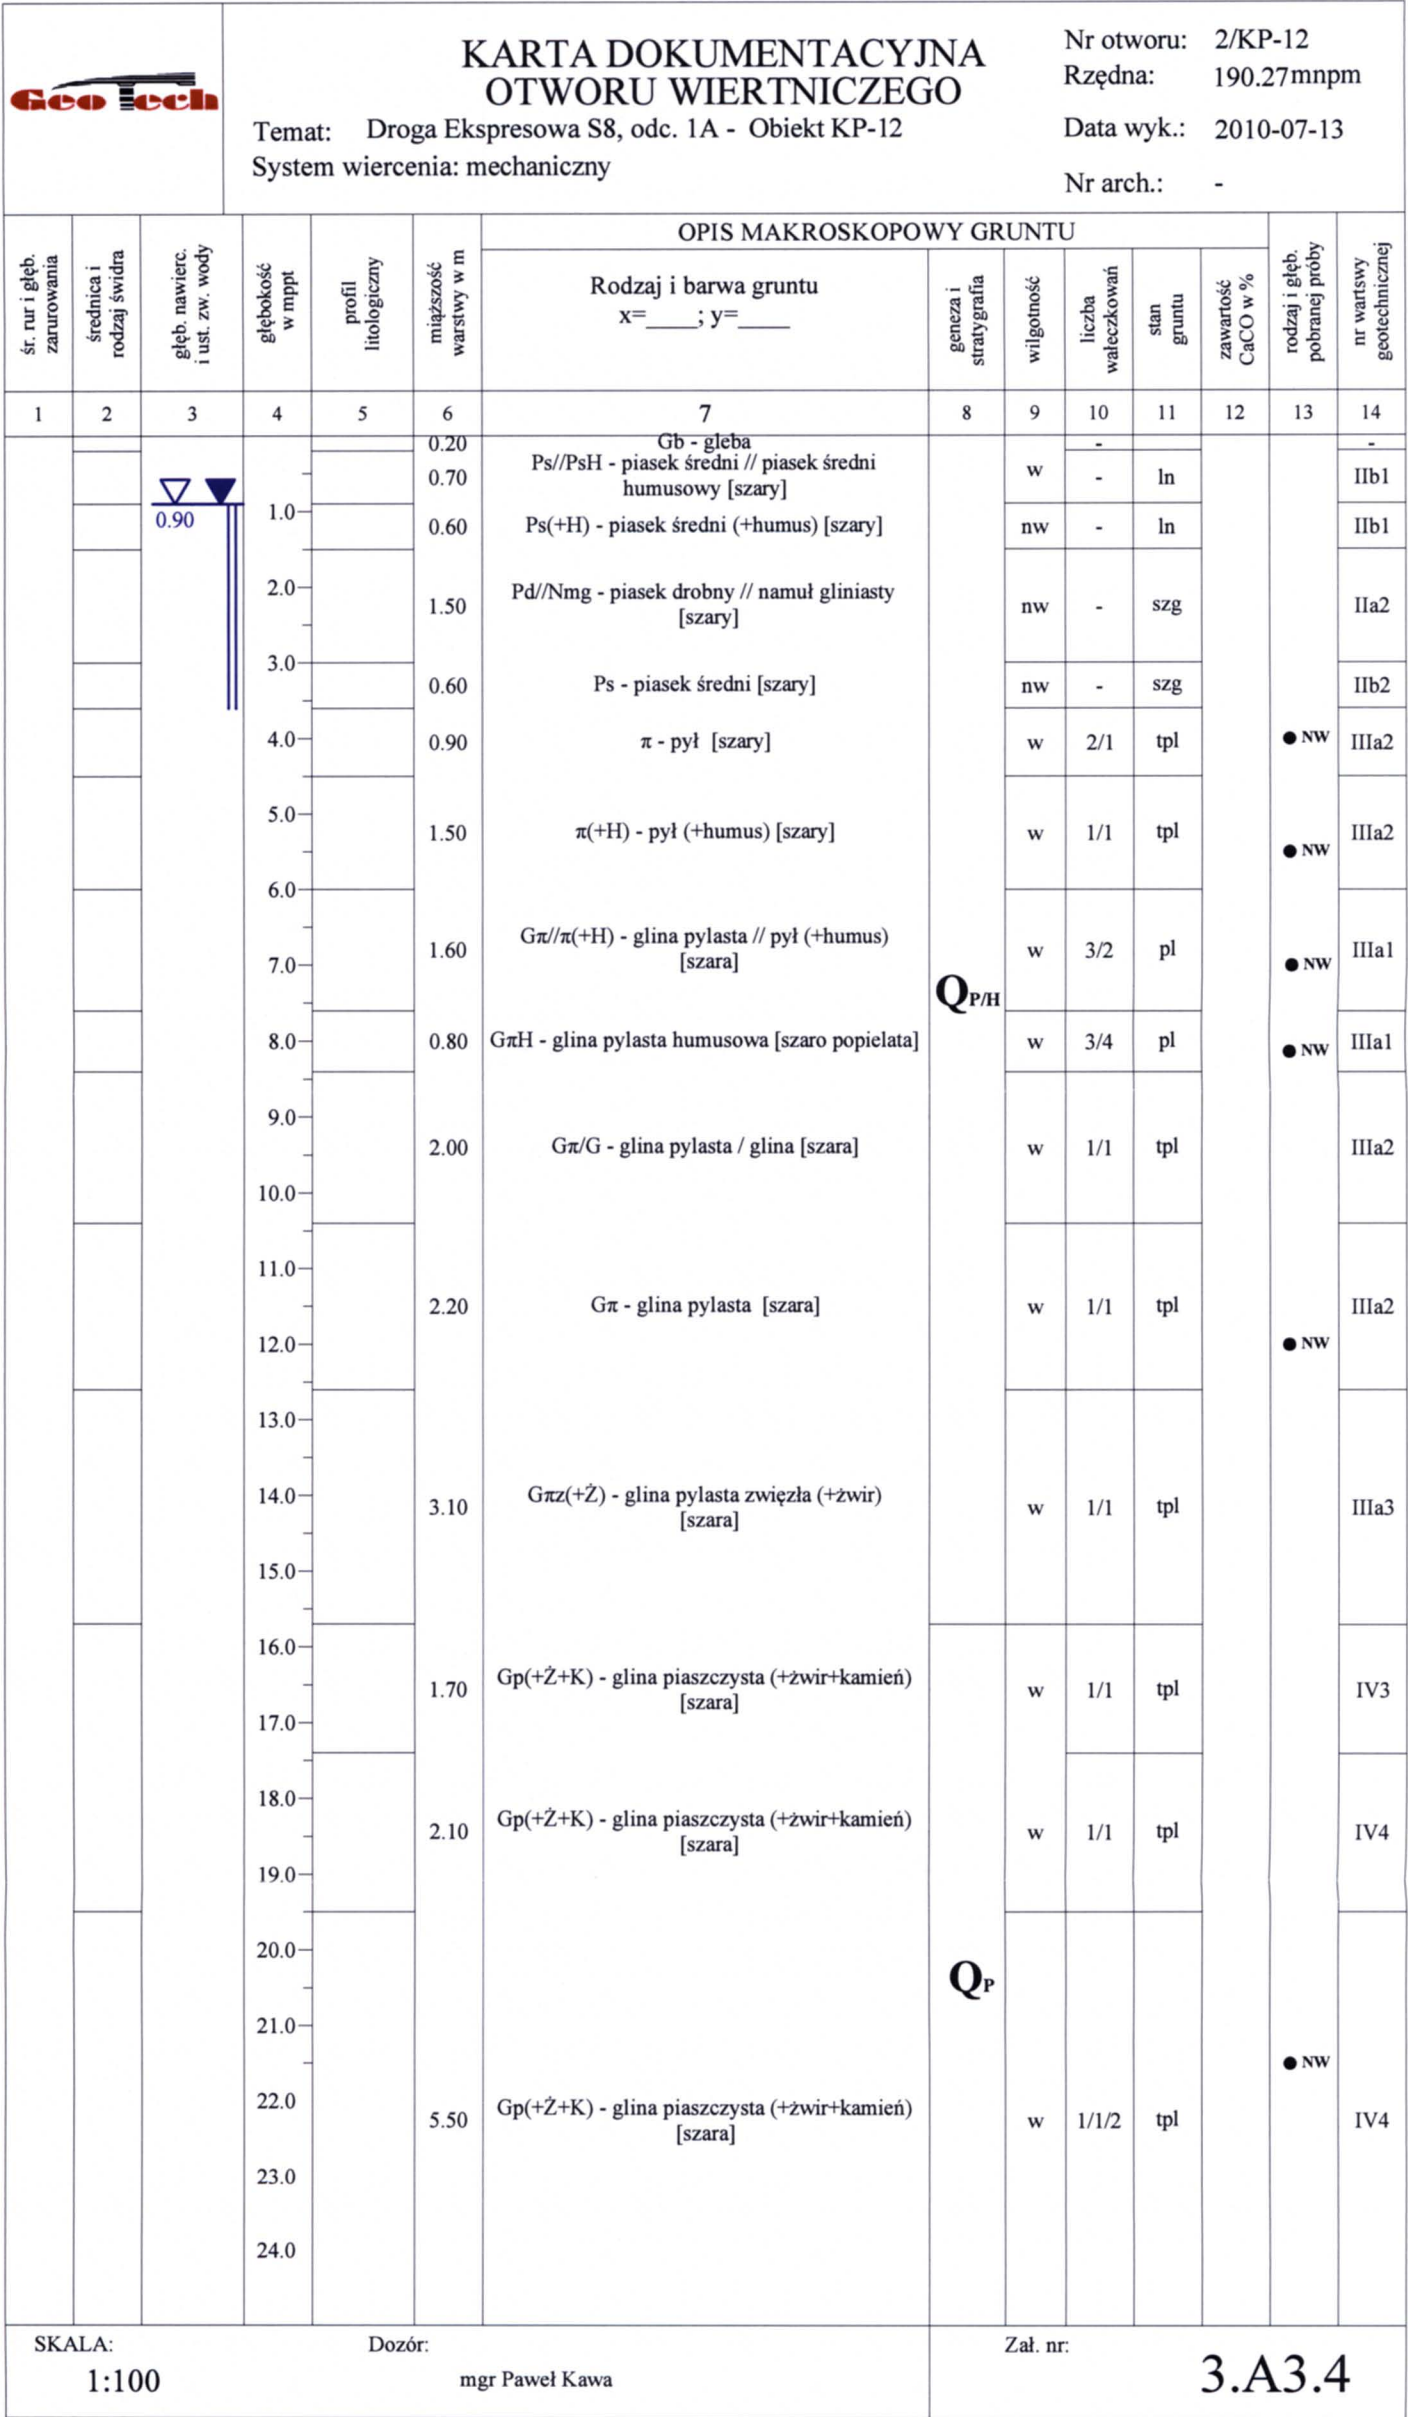 Geo Tech
KARTA DOKUMENTACYJNA
OTWORU WIERTNICZEGO
Temat: Droga Ekspresowa S8, odc. 1A - Obiekt KP-12
System wiercenia: mechaniczny
Nr otworu: 2/KP-12
Rzędna: 190.27mnpm
Data wyk.: 2010-07-13
Nr arch.: -
śr. rur i głęb.
zarurowania
średnica i
rodzaj świdra
głęb. nawierc.
i ust. zw. wody
głębokość
w mppt
profil
litologiczny
miąższość
warstwy w m
OPIS MAKROSKOPOWY GRUNTU
Rodzaj i barwa gruntu
x=____; y=____
geneza i
stratygrafia
wilgotność
liczba
wałeczkowań
stan
gruntu
zawartość
CaCO w %
rodzaj i głęb.
pobranej próby
nr wartswy
geotechnicznej
1 2 3 4 5 6 7 8 9 10 11 12 13 14
0.20 Gb - gleba - -
0.70 Ps//PsH - piasek średni // piasek średni
humusowy [szary] w - ln IIb1
0.90
1.0
0.60 Ps(+H) - piasek średni (+humus) [szary] nw - ln IIb1
2.0
1.50 Pd//Nmg - piasek drobny // namuł gliniasty
[szary] nw - szg IIa2
3.0
0.60 Ps - piasek średni [szary] nw - szg IIb2
4.0 0.90 π - pył [szary] w 2/1 tpl NW IIIa2
5.0
1.50 π(+H) - pył (+humus) [szary] w 1/1 tpl NW IIIa2
6.0
1.60 Gπ//π(+H) - glina pylasta // pył (+humus)
[szara] w 3/2 pl NW IIIa1
7.0
QP/H
8.0 0.80 GπH - glina pylasta humusowa [szaro popielata] w 3/4 pl NW IIIa1
9.0
2.00 Gπ/G - glina pylasta / glina [szara] w 1/1 tpl IIIa2
10.0
11.0
2.20 Gπ - glina pylasta [szara] w 1/1 tpl IIIa2
12.0 NW
13.0
14.0 3.10 Gπz(+Ż) - glina pylasta zwięzła (+żwir)
[szara] w 1/1 tpl IIIa3
15.0
16.0
1.70 Gp(+Ż+K) - glina piaszczysta (+żwir+kamień)
[szara] w 1/1 tpl IV3
17.0
18.0
2.10 Gp(+Ż+K) - glina piaszczysta (+żwir+kamień)
[szara] w 1/1 tpl IV4
19.0
20.0
QP
21.0
NW
22.0
5.50 Gp(+Ż+K) - glina piaszczysta (+żwir+kamień)
[szara] w 1/1/2 tpl IV4
23.0
24.0
SKALA:
1:100
Dozór:
mgr Paweł Kawa
Zał. nr:
3.A3.4